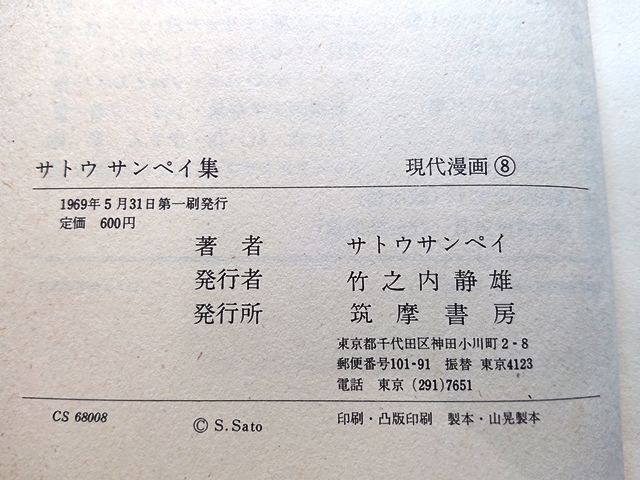 サトウ サンペイ集 現代漫画⑧
1969年5月31日第一刷発行
定価 600円
著者 サトウサンペイ
発行者 竹之内静雄
発行所 筑摩書房
東京都千代田区神田小川町2-8
郵便番号101-91 振替 東京4123
電話 東京 (291)7651
CS 68008 © S.Sato 印刷・凸版印刷 製本・山晃製本